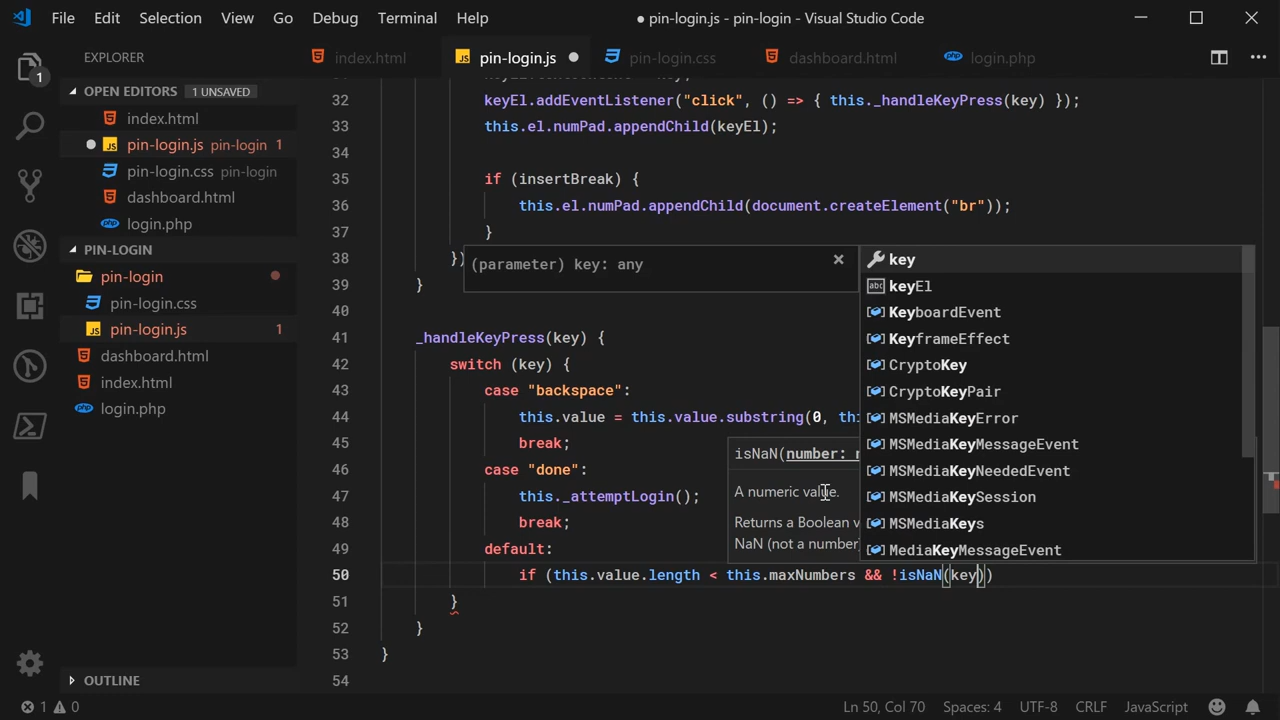 File Edit Selection View Go Debug Terminal Help ● pin-login.js - pin-login - Visual Studio Code
EXPLORER
index.html pin-login.js pin-login.css dashboard.html login.php
1
OPEN EDITORS 1 UNSAVED
index.html
pin-login.js pin-login 1
pin-login.css pin-login
dashboard.html
login.php
PIN-LOGIN
pin-login
pin-login.css
pin-login.js 1
dashboard.html
index.html
login.php
OUTLINE
32 keyEl.addEventListener("click", () => { this._handleKeyPress(key) });
33 this.el.numPad.appendChild(keyEl);
34
35 if (insertBreak) {
36 this.el.numPad.appendChild(document.createElement("br"));
37 }
38 })
39 }
40
41 _handleKeyPress(key) {
42 switch (key) {
43 case "backspace":
44 this.value = this.value.substring(0, thi
45 break;
46 case "done":
47 this._attemptLogin();
48 break;
49 default:
50 if (this.value.length < this.maxNumbers && !isNaN(key))
51 }
52 }
53 }
54
(parameter) key: any
key
keyEl
KeyboardEvent
KeyframeEffect
CryptoKey
CryptoKeyPair
MSMediaKeyError
MSMediaKeyMessageEvent
MSMediaKeyNeededEvent
MSMediaKeySession
MSMediaKeys
MediaKeyMessageEvent
isNaN(number: n
A numeric value.
Returns a Boolean v
NaN (not a number)
1 0 Ln 50, Col 70 Spaces: 4 UTF-8 CRLF JavaScript